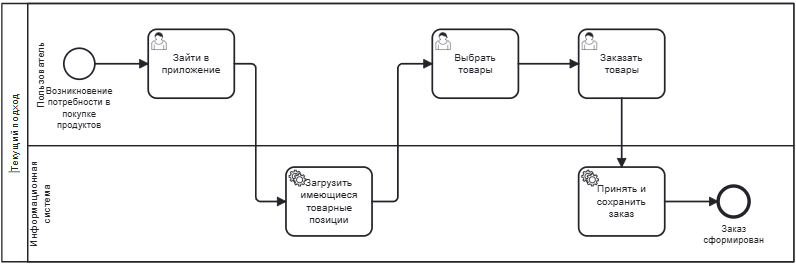 Текущий подход
Пользователь
Возникновение
потребности в
покупке
продуктов
Зайти в
приложение
Выбрать
товары
Заказать
товары
Информационная
система
Загрузить
имеющиеся
товарные
позиции
Принять и
сохранить
заказ
Заказ
сформирован